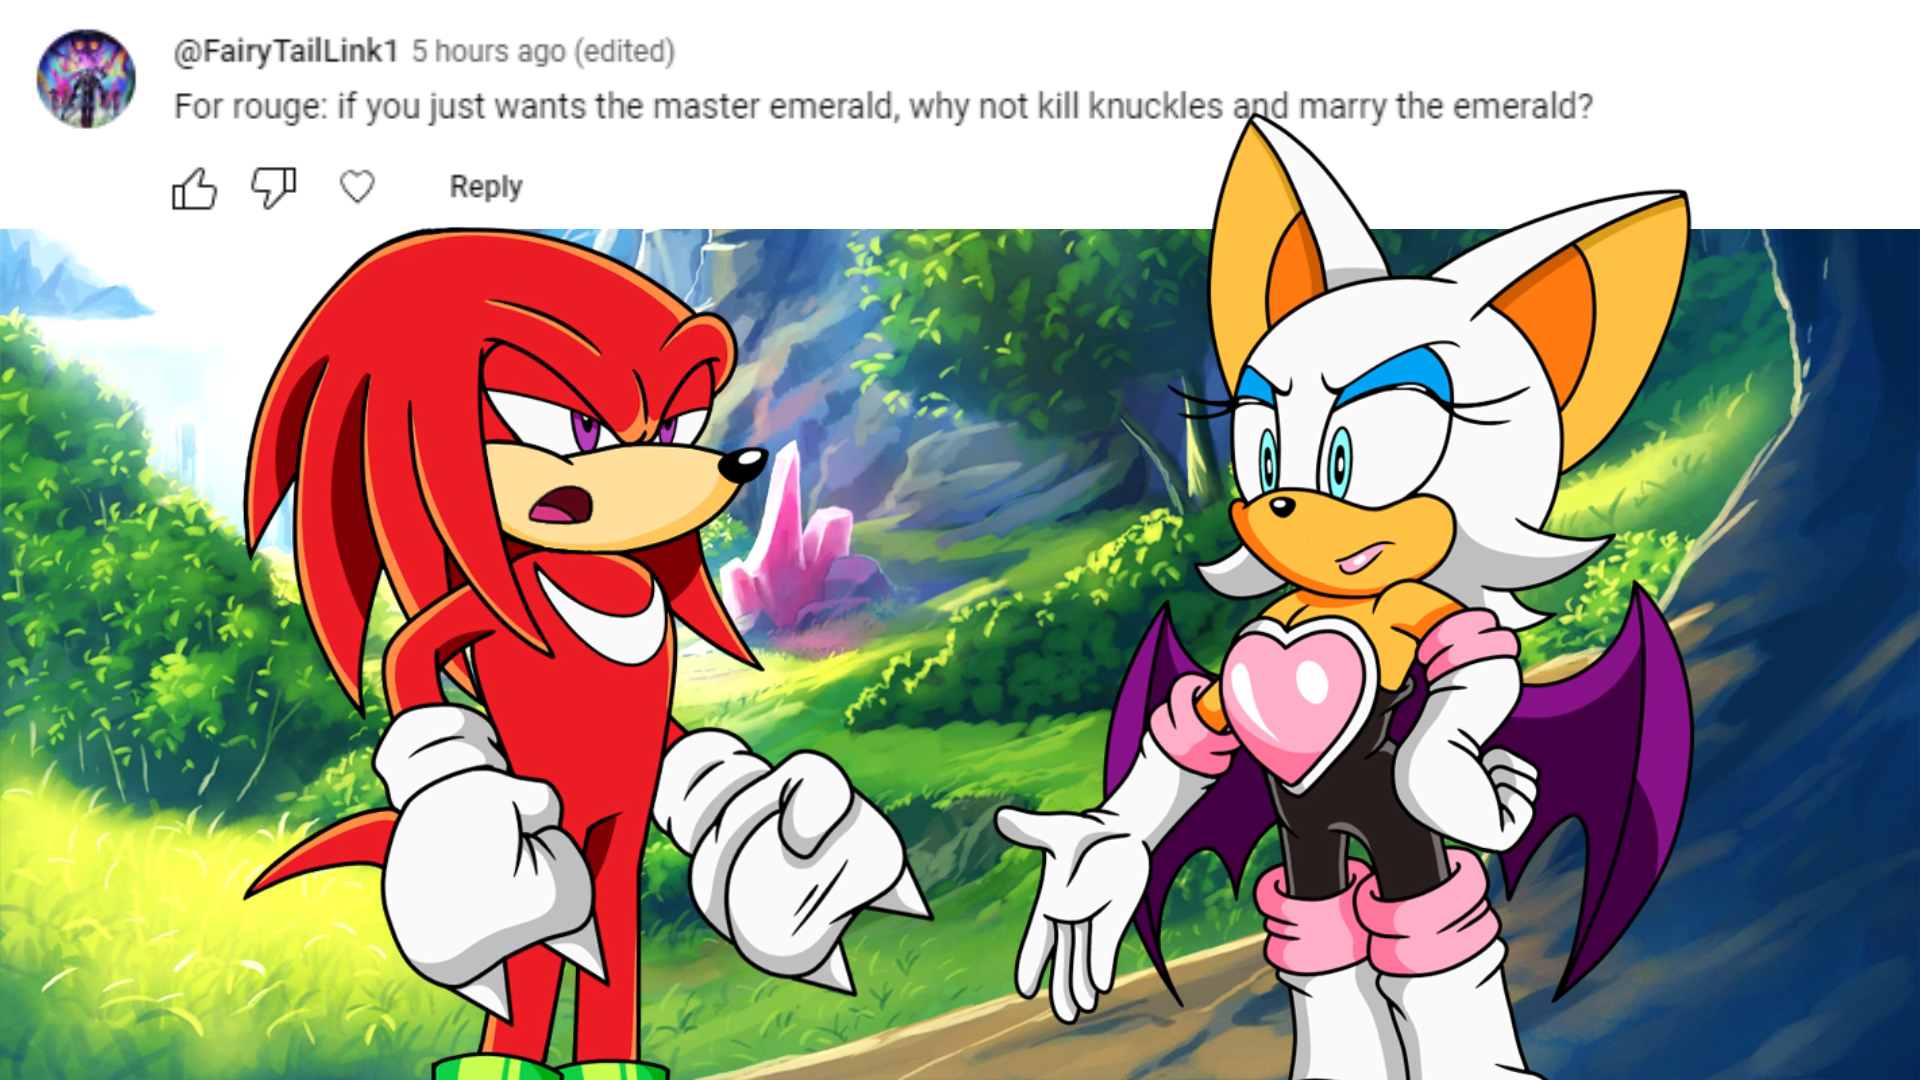 @FairyTailLink1 5 hours ago (edited)
For rouge: if you just wants the master emerald, why not kill knuckles and marry the emerald?
Reply